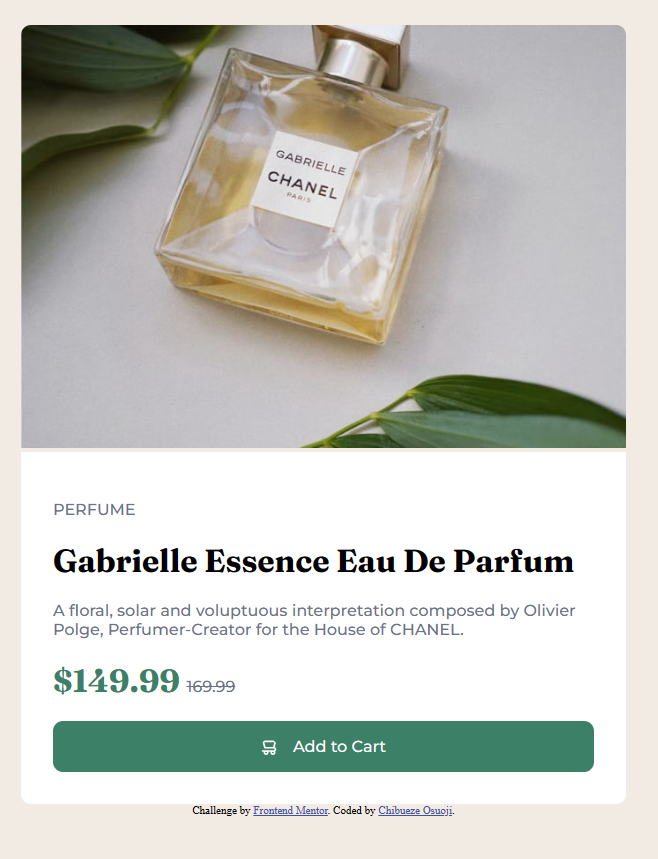 GABRIELLE
CHANEL
PARIS
PERFUME
Gabrielle Essence Eau De Parfum
A floral, solar and voluptuous interpretation composed by Olivier
Polge, Perfumer-Creator for the House of CHANEL.
$149.99 169.99
Add to Cart
Challenge by Frontend Mentor. Coded by Chibueze Osuoji.